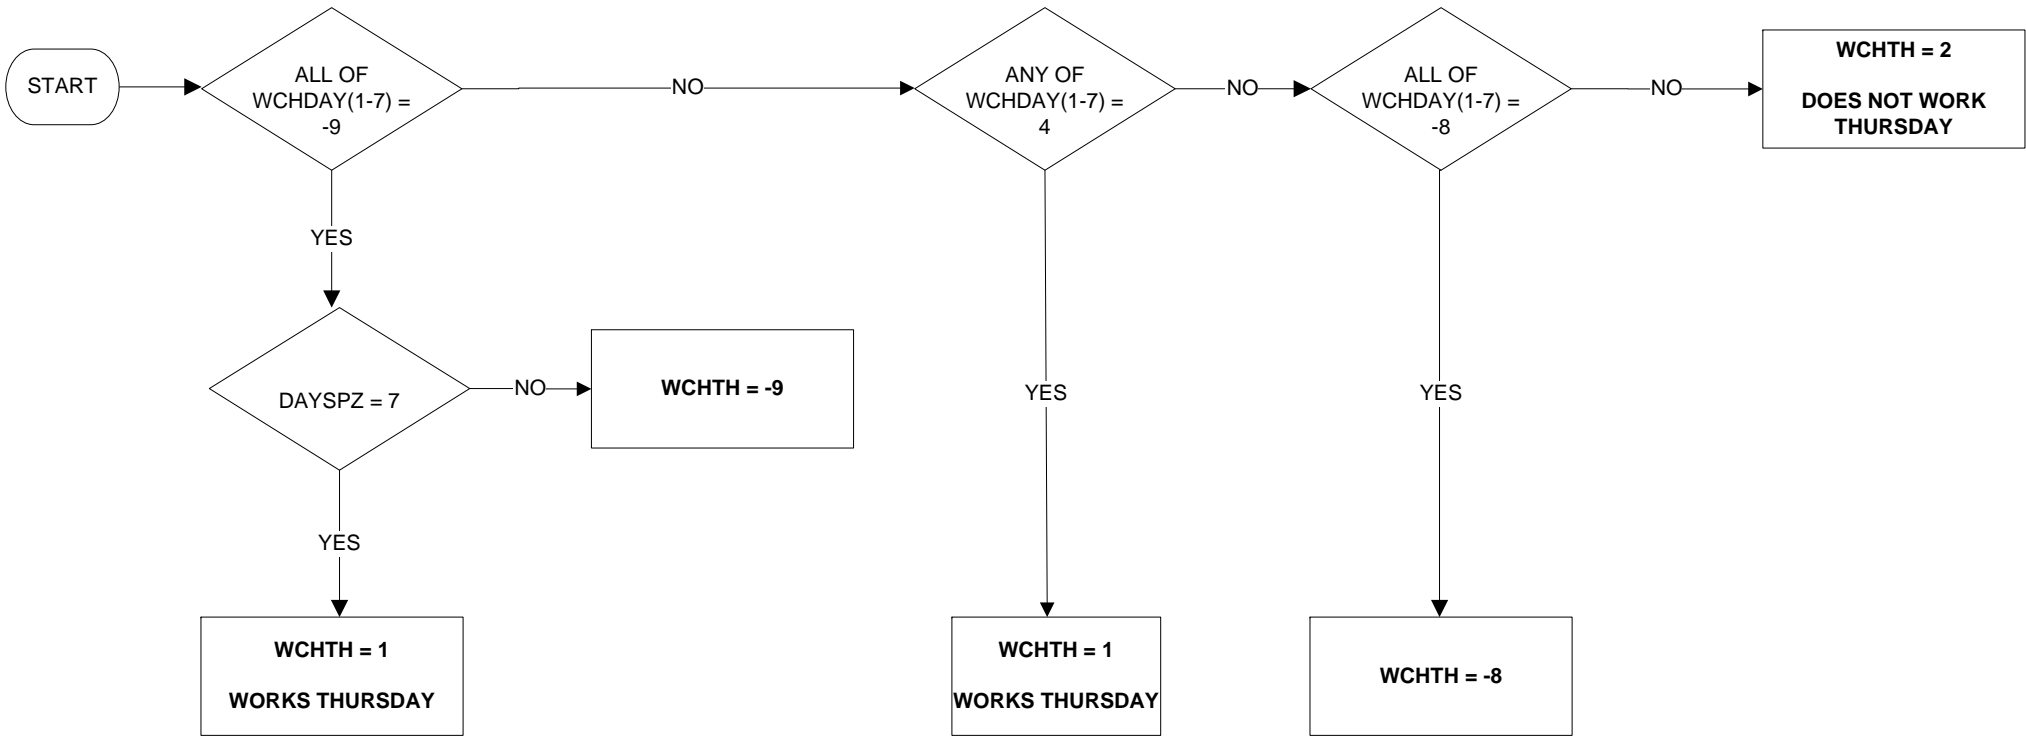 START
ALL OF
WCHDAY(1-7) =
-9
NO
ANY OF
WCHDAY(1-7) =
4
NO
ALL OF
WCHDAY(1-7) =
-8
NO
WCHTH = 2
DOES NOT WORK
THURSDAY
YES
DAYSPZ = 7
NO
WCHTH = -9
YES
YES
YES
WCHTH = 1
WORKS THURSDAY
WCHTH = 1
WORKS THURSDAY
WCHTH = -8